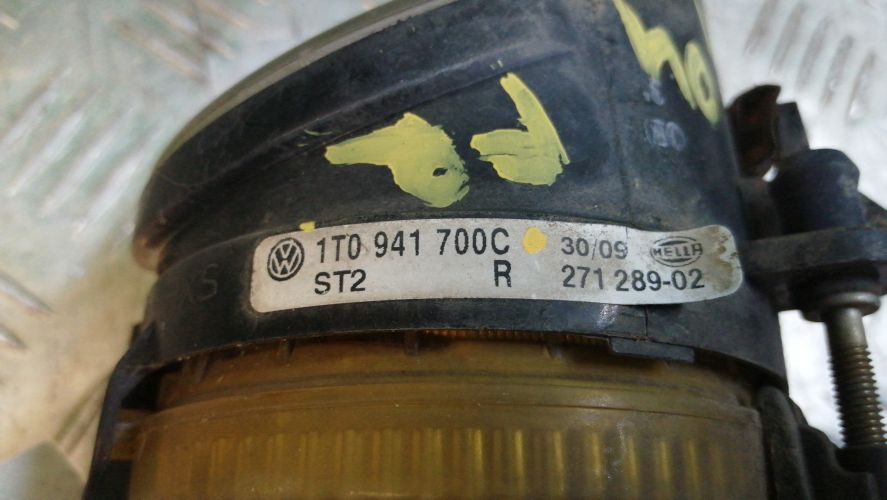 1T0 941 700C 30/09 HELLA
ST2 R 271 289-02